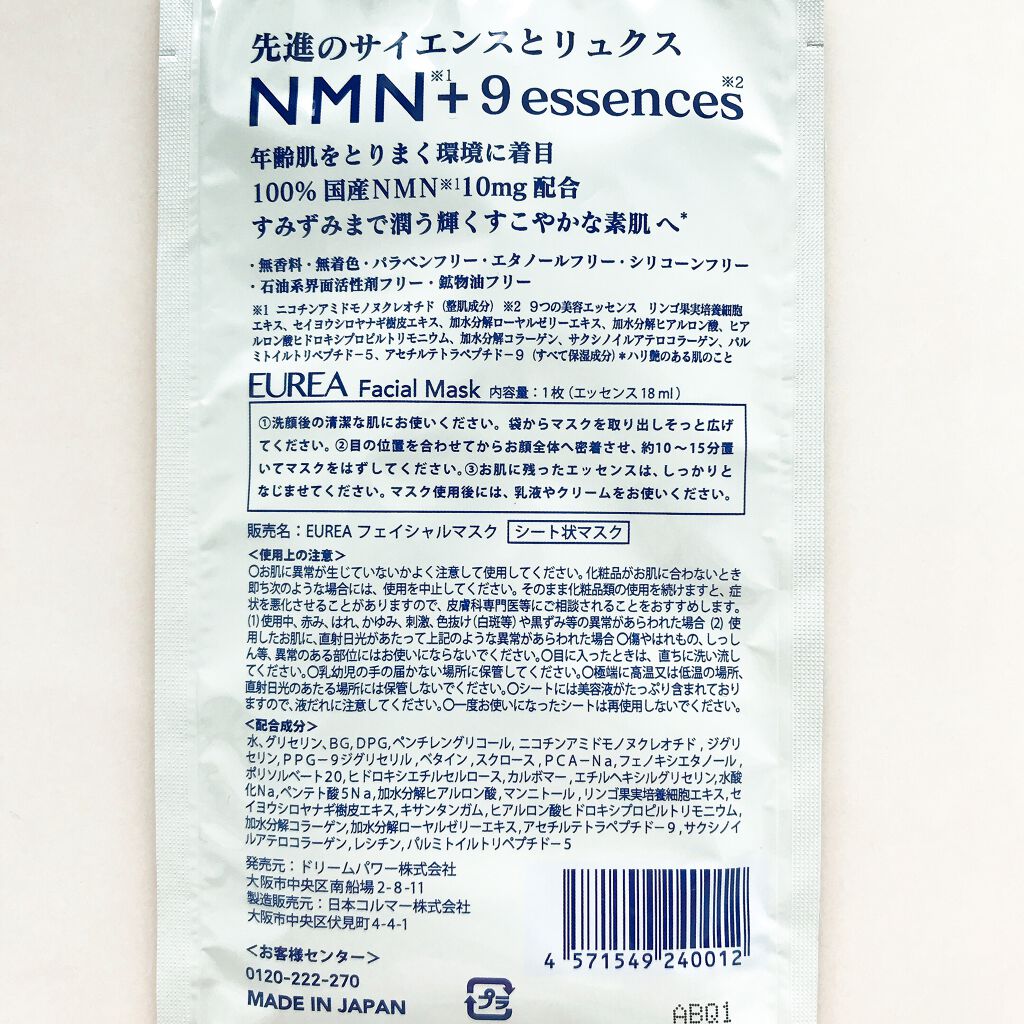 先進のサイエンスとリュクス
NMN※1+ 9 essences※2
年齢肌をとりまく環境に着目
100% 国産NMN※1 10mg 配合
すみずみまで潤う輝くすこやかな素肌 へ*
・無香料・無着色・パラベンフリー・エタノールフリー・シリコーンフリー
・石油系界面活性剤フリー・鉱物油フリー
※1 ニコチンアミドモノヌクレオチド（整肌成分）※2 9つの美容エッセンス リンゴ果実培養細胞
エキス、セイヨウシロヤナギ樹皮エキス、加水分解ローヤルゼリーエキス、加水分解ヒアルロン酸、ヒア
ルロン酸ヒドロキシプロピルトリモニウム、加水分解コラーゲン、サクシノイルアテロコラーゲン、パル
ミトイルトリペプチド－5、アセチルテトラペプチド－9（すべて保湿成分）＊ハリ艶のある肌のこと
EUREA Facial Mask 内容量：1枚（エッセンス18ml）
①洗顔後の清潔な肌にお使いください。袋からマスクを取り出しそっと広げ
てください。②目の位置を合わせてからお顔全体へ密着させ、約10～15分置
いてマスクをはずしてください。③お肌に残ったエッセンスは、しっかりと
なじませてください。マスク使用後には、乳液やクリームをお使いください。
販売名：EUREA フェイシャルマスク シート状マスク
＜使用上の注意＞
○お肌に異常が生じていないかよく注意して使用してください。化粧品がお肌に合わないとき
即ち次のような場合には、使用を中止してください。そのまま化粧品類の使用を続けますと、症
状を悪化させることがありますので、皮膚科専門医等にご相談されることをおすすめします。
(1)使用中、赤み、はれ、かゆみ、刺激、色抜け(白斑等)や黒ずみ等の異常があらわれた場合 (2) 使
用したお肌に、直射日光があたって上記のような異常があらわれた場合 ○傷やはれもの、しっし
ん等、異常のある部位にはお使いにならないでください。○目に入ったときは、直ちに洗い流し
てください。○乳幼児の手の届かない場所に保管してください。○極端に高温又は低温の場所、
直射日光のあたる場所には保管しないでください。○シートには美容液がたっぷり含まれており
ますので、液だれに注意してください。○一度お使いになったシートは再使用しないでください。
＜配合成分＞
水、グリセリン、BG, DPG, ペンチレングリコール, ニコチンアミドモノヌクレオチド , ジグリ
セリン, PPG－9ジグリセリル , ベタイン , スクロース , PCA－Na, フェノキシエタノール ,
ポリソルベート20, ヒドロキシエチルセルロース, カルボマー , エチルヘキシルグリセリン, 水酸
化Na, ペンテト酸5Na, 加水分解ヒアルロン酸 , マンニトール , リンゴ果実培養細胞エキス, セ
イヨウシロヤナギ樹皮エキス, キサンタンガム, ヒアルロン酸ヒドロキシプロピルトリモニウム,
加水分解コラーゲン, 加水分解ローヤルゼリーエキス, アセチルテトラペプチド－9 , サクシノイ
ルアテロコラーゲン, レシチン, パルミトイルトリペプチド－5
発売元：ドリームパワー株式会社
大阪市中央区南船場2-8-11
製造販売元：日本コルマー株式会社
大阪市中央区伏見町4-4-1
＜お客様センター＞
0120-222-270
MADE IN JAPAN
プラ
4 571549 240012
ABQ1